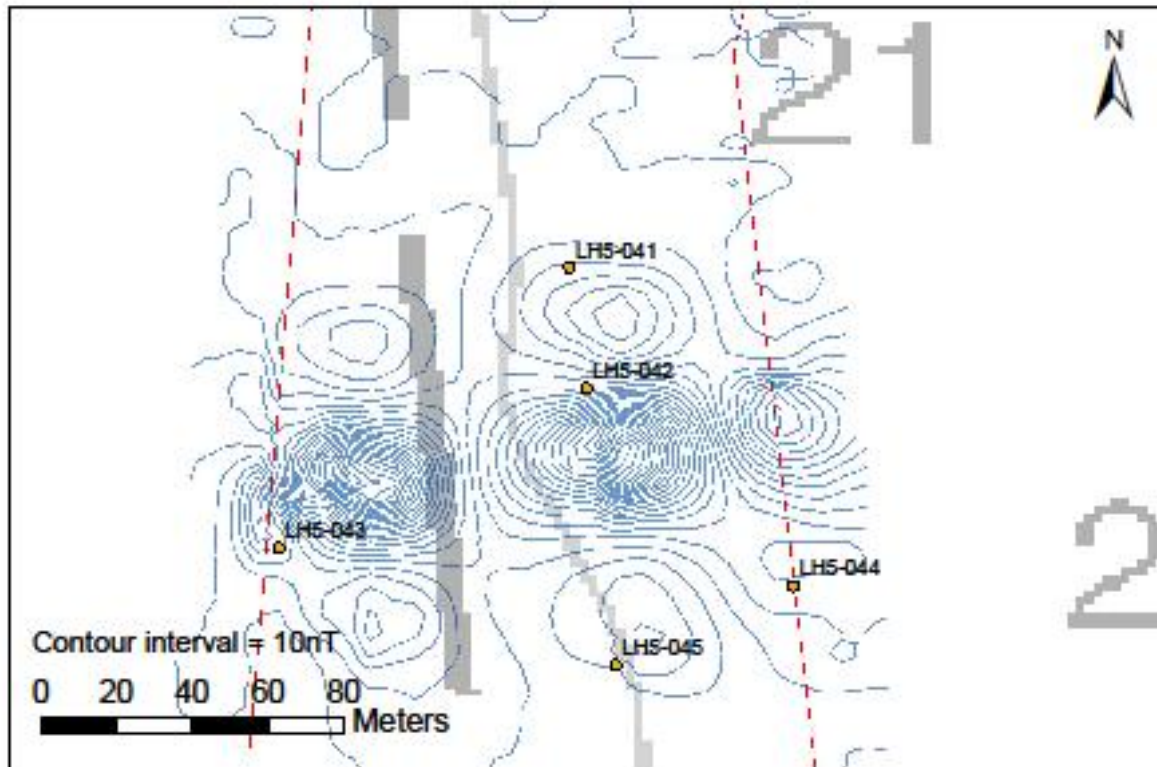 21
N
LH5-041
LH5-042
LH5-043
2
LH5-044
LH5-045
Contour interval = 10nT
0 20 40 60 80
Meters